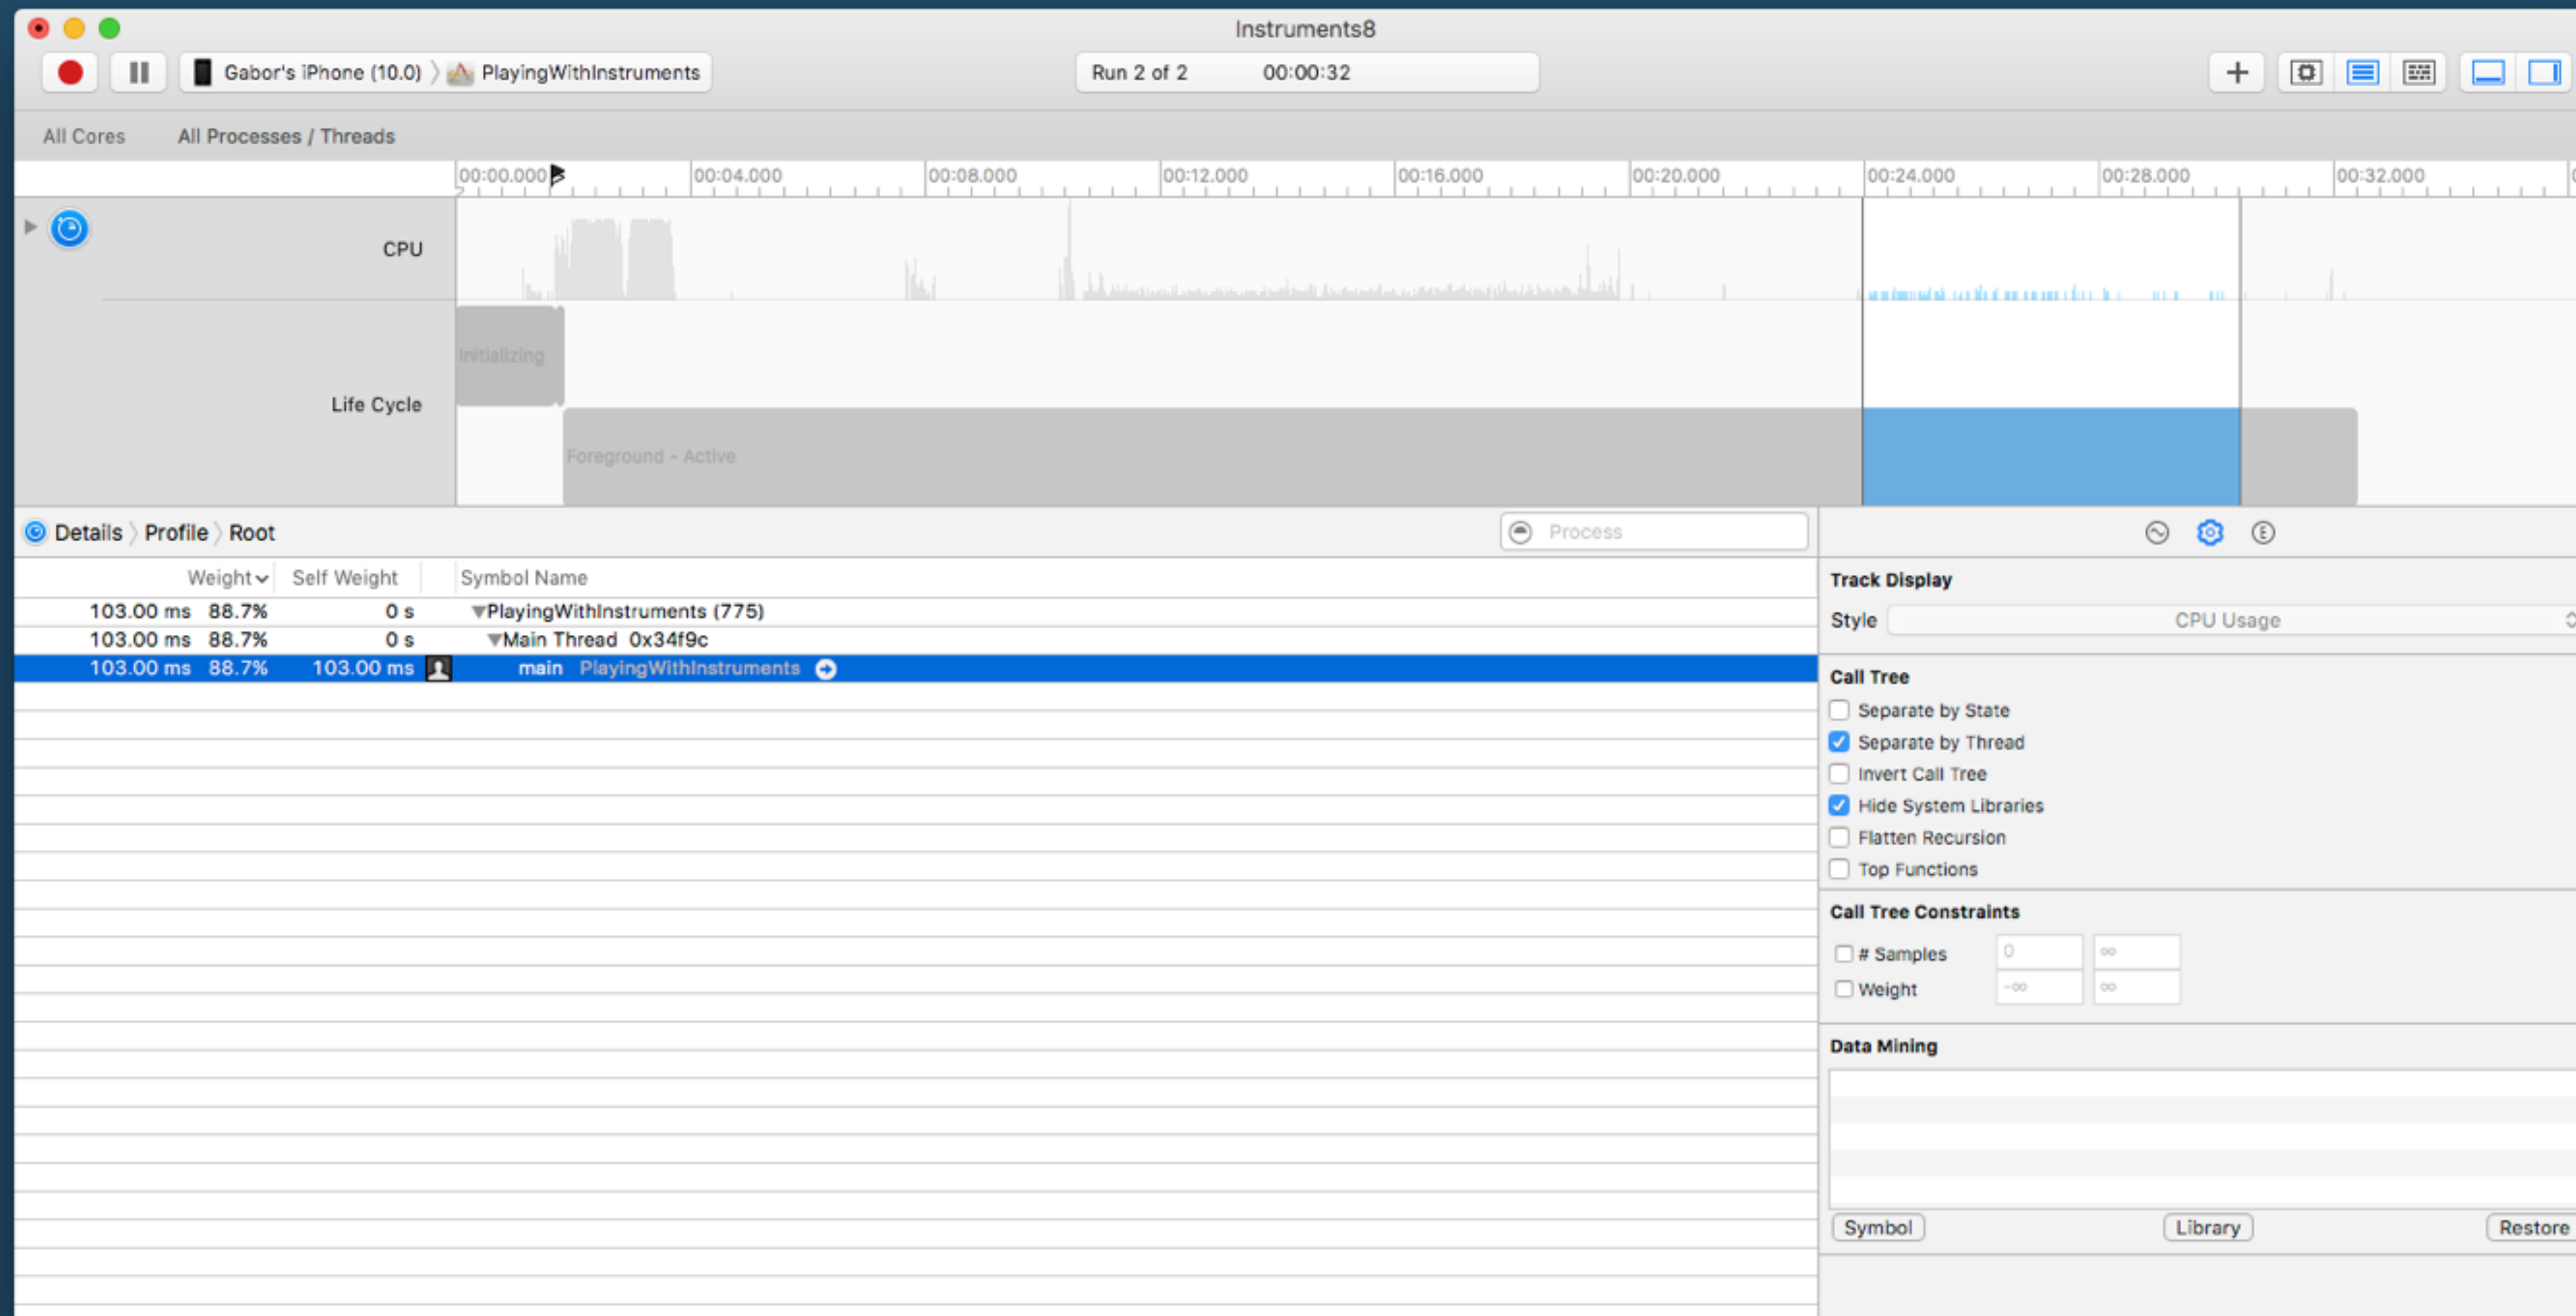 Instruments8
Gabor's iPhone (10.0) PlayingWithInstruments
Run 2 of 2 00:00:32
All Cores All Processes / Threads
00:00.000 00:04.000 00:08.000 00:12.000 00:16.000 00:20.000 00:24.000 00:28.000 00:32.000
CPU
Initializing
Life Cycle
Foreground - Active
Details Profile Root
Process
Weight Self Weight Symbol Name
103.00 ms 88.7% 0 s PlayingWithInstruments (775)
103.00 ms 88.7% 0 s Main Thread 0x34f9c
103.00 ms 88.7% 103.00 ms main PlayingWithInstruments
E
Track Display
Style CPU Usage
Call Tree
Separate by State
Separate by Thread
Invert Call Tree
Hide System Libraries
Flatten Recursion
Top Functions
Call Tree Constraints
# Samples 0 ∞
Weight -∞ ∞
Data Mining
Symbol Library Restore